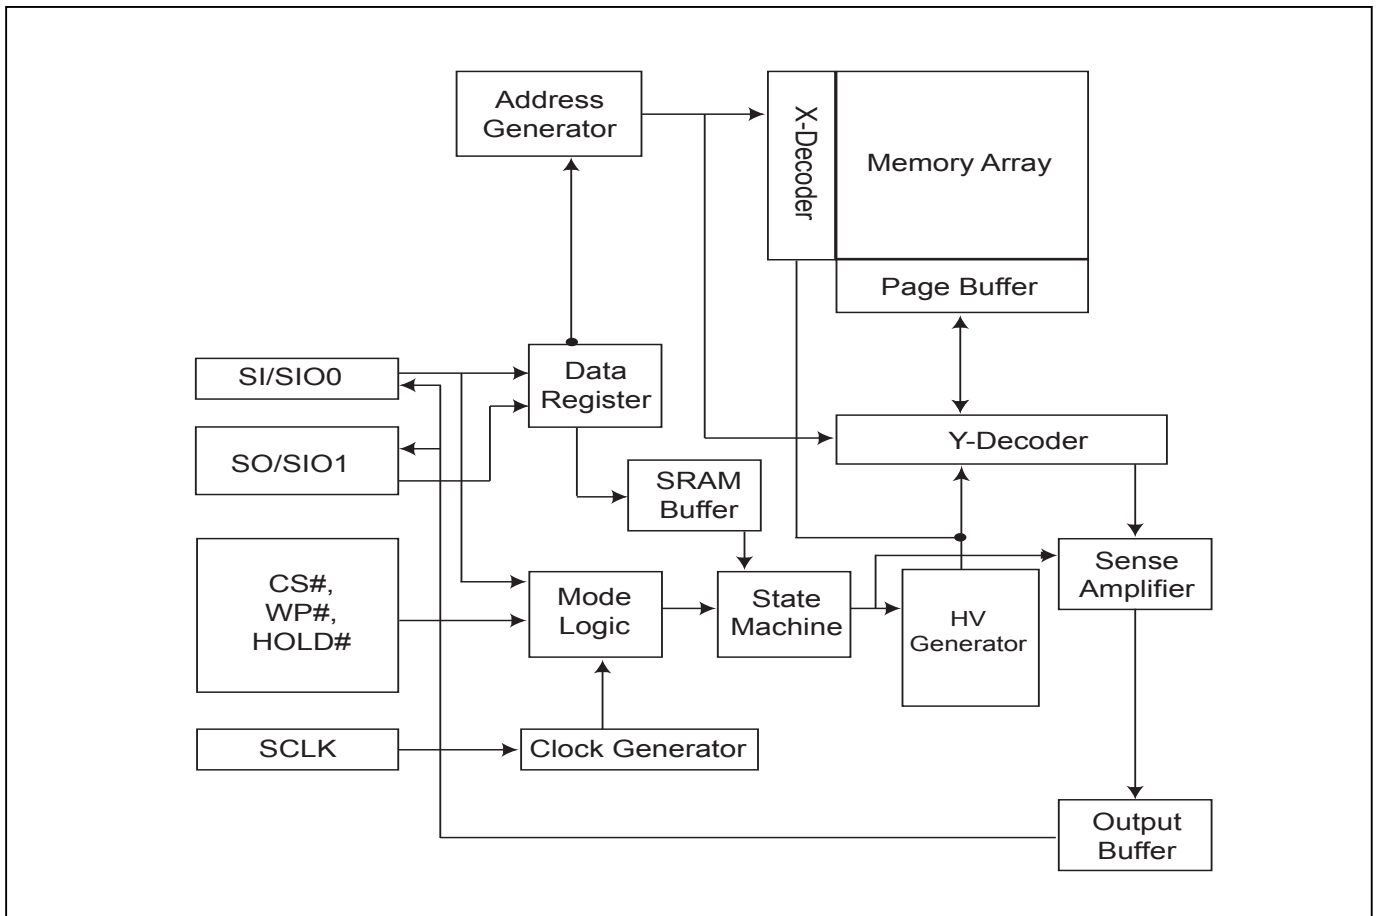 Address
Generator
X-Decoder
Memory Array
Page Buffer
SI/SIO0
Data
Register
SO/SIO1
Y-Decoder
SRAM
Buffer
CS#,
WP#,
HOLD#
Mode
Logic
State
Machine
HV
Generator
Sense
Amplifier
SCLK
Clock Generator
Output
Buffer